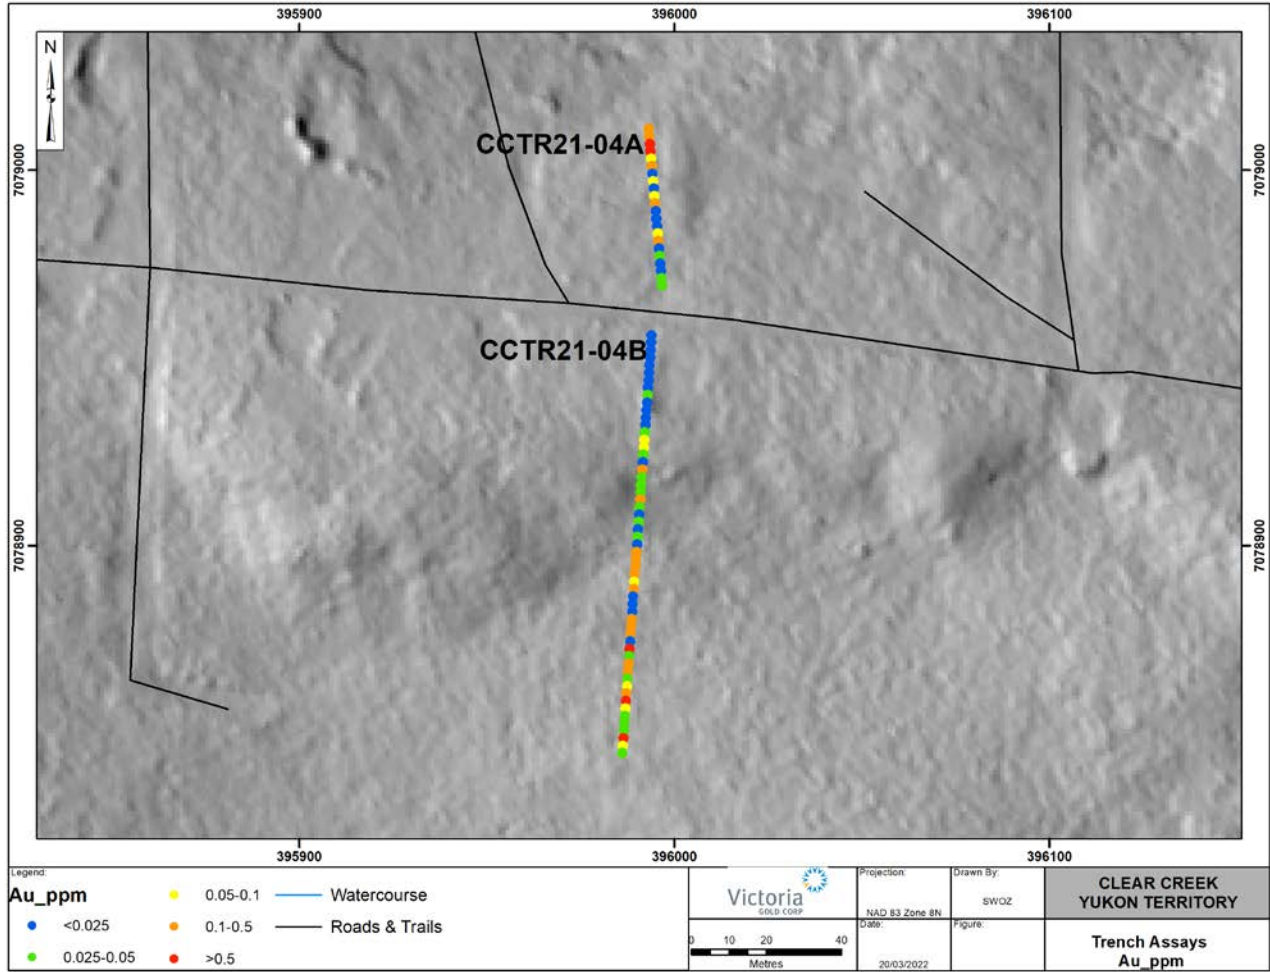 395900 396000 396100
N
CCTR21-04A
7079000 7079000
CCTR21-04B
7078900 7078900
395900 396000 396100
Legend:
Au_ppm
<0.025
0.025-0.05
0.05-0.1
0.1-0.5
>0.5
Watercourse
Roads & Trails
Victoria
GOLD CORP
0 10 20 40
Metres
Projection:
NAD 83 Zone 8N
Drawn By:
SWOZ
Date:
20/03/2022
Figure:
CLEAR CREEK
YUKON TERRITORY
Trench Assays
Au_ppm